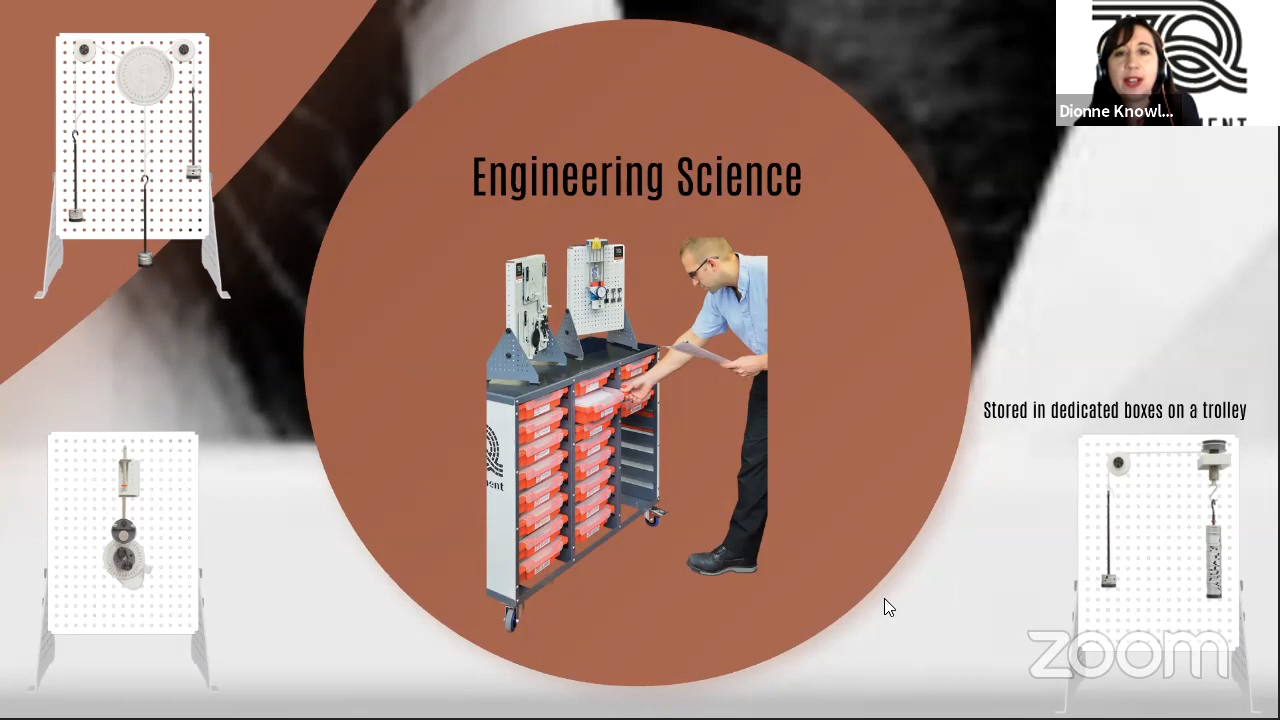 Dionne Knowl...
Engineering Science
Stored in dedicated boxes on a trolley
zoom